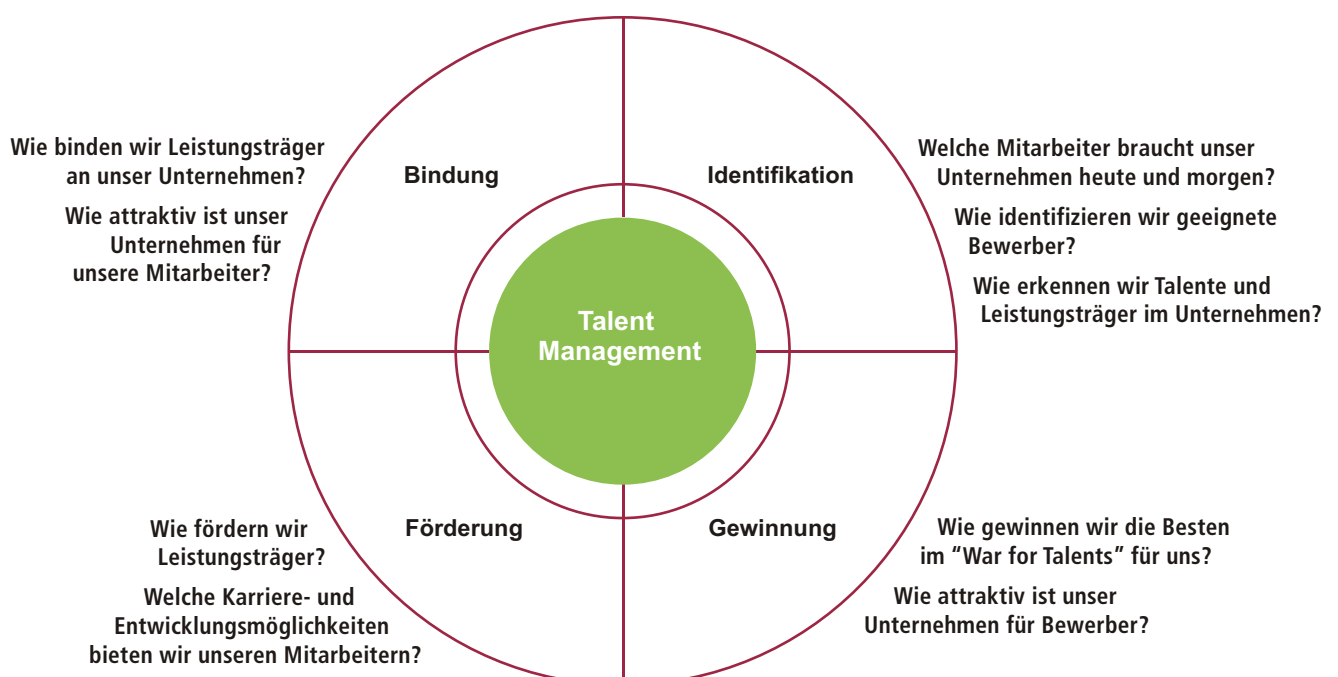 Wie binden wir Leistungsträger
an unser Unternehmen?
Wie attraktiv ist unser
Unternehmen für
unsere Mitarbeiter?
Bindung
Identifikation
Welche Mitarbeiter braucht unser
Unternehmen heute und morgen?
Wie identifizieren wir geeignete
Bewerber?
Wie erkennen wir Talente und
Leistungsträger im Unternehmen?
Talent
Management
Wie fördern wir
Leistungsträger?
Welche Karriere- und
Entwicklungsmöglichkeiten
bieten wir unseren Mitarbeitern?
Förderung
Gewinnung
Wie gewinnen wir die Besten
im “War for Talents” für uns?
Wie attraktiv ist unser
Unternehmen für Bewerber?